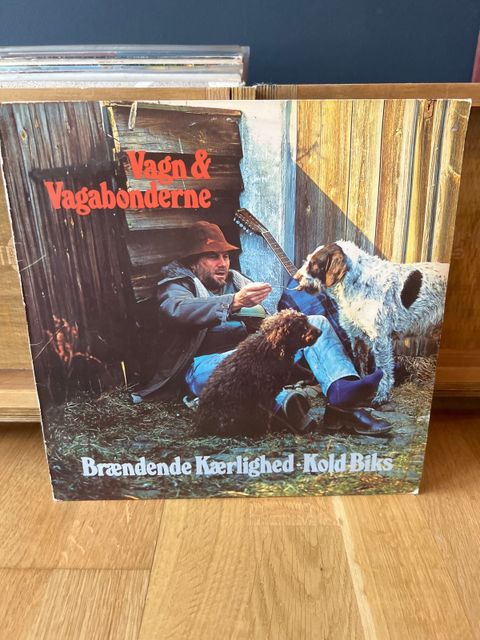 Vagn &
Vagabonderne
Brændende Kærlighed · Kold Biks